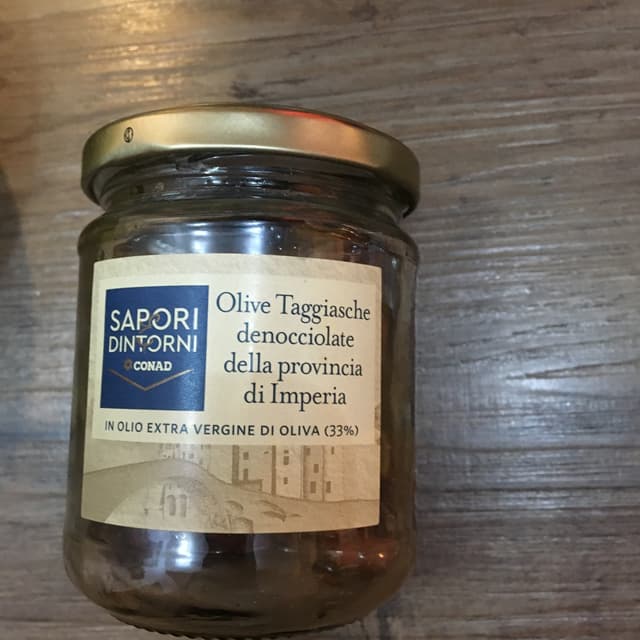 SAPORI
& DINTORNI
CONAD
Olive Taggiasche
denocciolate
della provincia
di Imperia
IN OLIO EXTRA VERGINE DI OLIVA (33%)